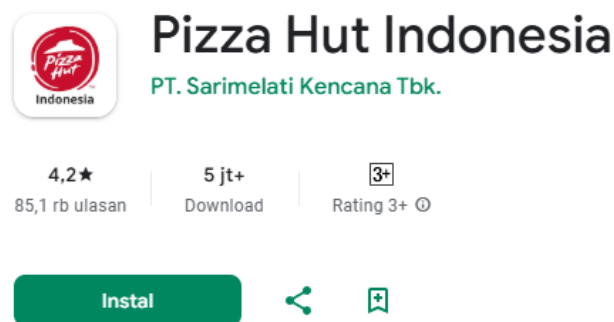 Pizza Hut Indonesia
Pizza
Hut
Indonesia
PT. Sarimelati Kencana Tbk.
4,2★
5 jt+
3+
85,1 rb ulasan
Download
Rating 3+
Instal